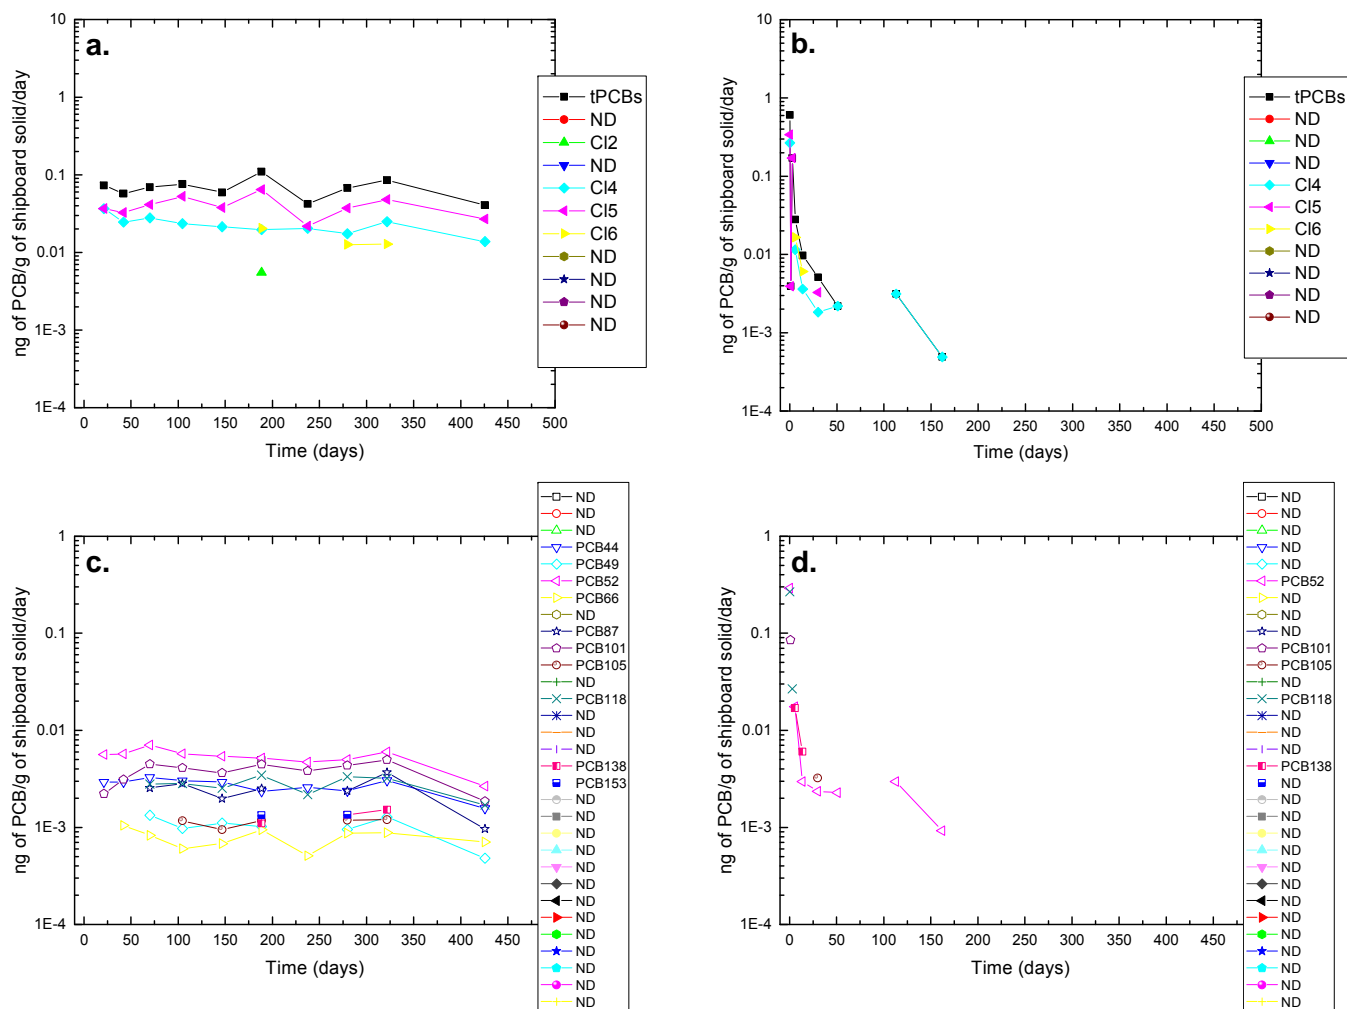 a.
ng of PCB/g of shipboard solid/day
10
1
0.1
0.01
1E-3
1E-4
0 50 100 150 200 250 300 350 400 450 500
Time (days)
tPCBs
ND
Cl2
ND
Cl4
Cl5
Cl6
ND
ND
ND
ND
b.
ng of PCB/g of shipboard solid/day
10
1
0.1
0.01
1E-3
1E-4
0 50 100 150 200 250 300 350 400 450 500
Time (days)
tPCBs
ND
ND
ND
Cl4
Cl5
Cl6
ND
ND
ND
ND
c.
ng of PCB/g of shipboard solid/day
1
0.1
0.01
1E-3
1E-4
0 50 100 150 200 250 300 350 400 450
Time (days)
ND
ND
ND
PCB44
PCB49
PCB52
PCB66
ND
PCB87
PCB101
PCB105
ND
PCB118
ND
ND
ND
PCB138
PCB153
ND
ND
ND
ND
ND
ND
ND
ND
ND
ND
ND
ND
ND
d.
ng of PCB/g of shipboard solid/day
1
0.1
0.01
1E-3
1E-4
0 50 100 150 200 250 300 350 400 450
Time (days)
ND
ND
ND
ND
ND
PCB52
ND
ND
ND
PCB101
PCB105
ND
PCB118
ND
ND
ND
PCB138
ND
ND
ND
ND
ND
ND
ND
ND
ND
ND
ND
ND
ND
ND